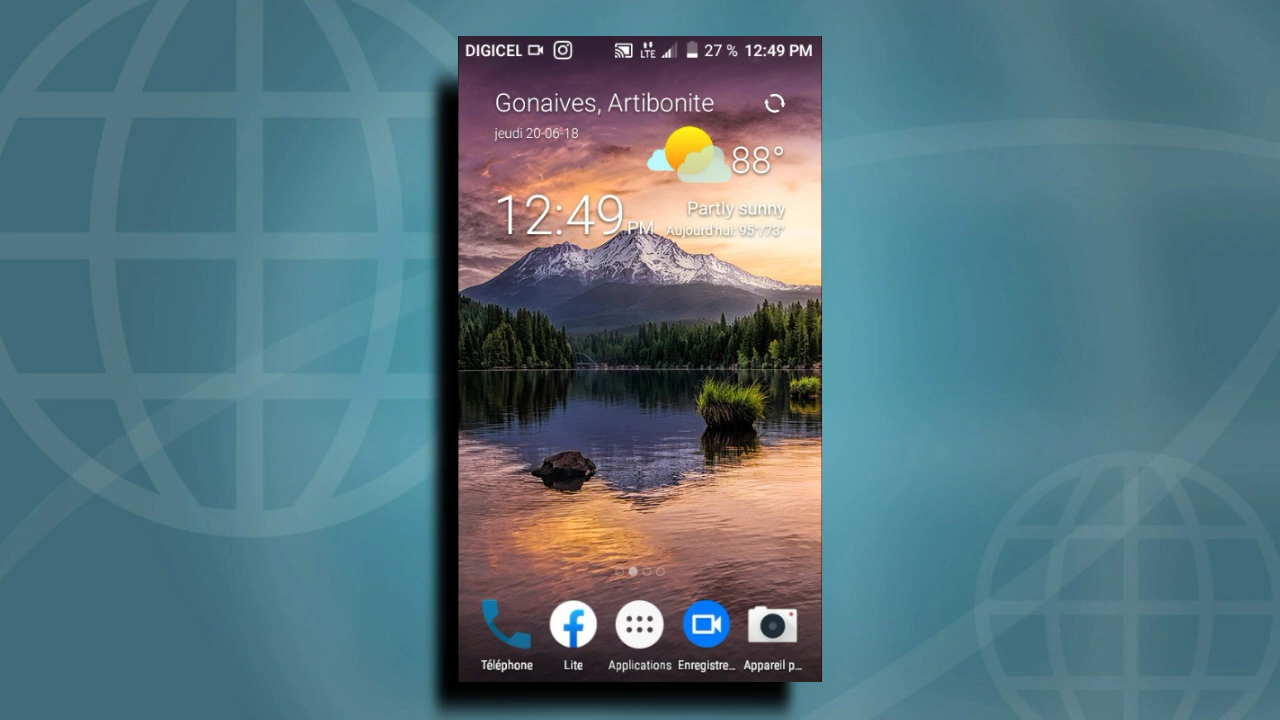 DIGICEL LTE 27 % 12:49 PM
Gonaives, Artibonite
jeudi 20-06-18
88°
12:49 PM
Partly sunny
Aujourd'hui: 95°/73°
Téléphone Lite Applications Enregistre... Appareil p...